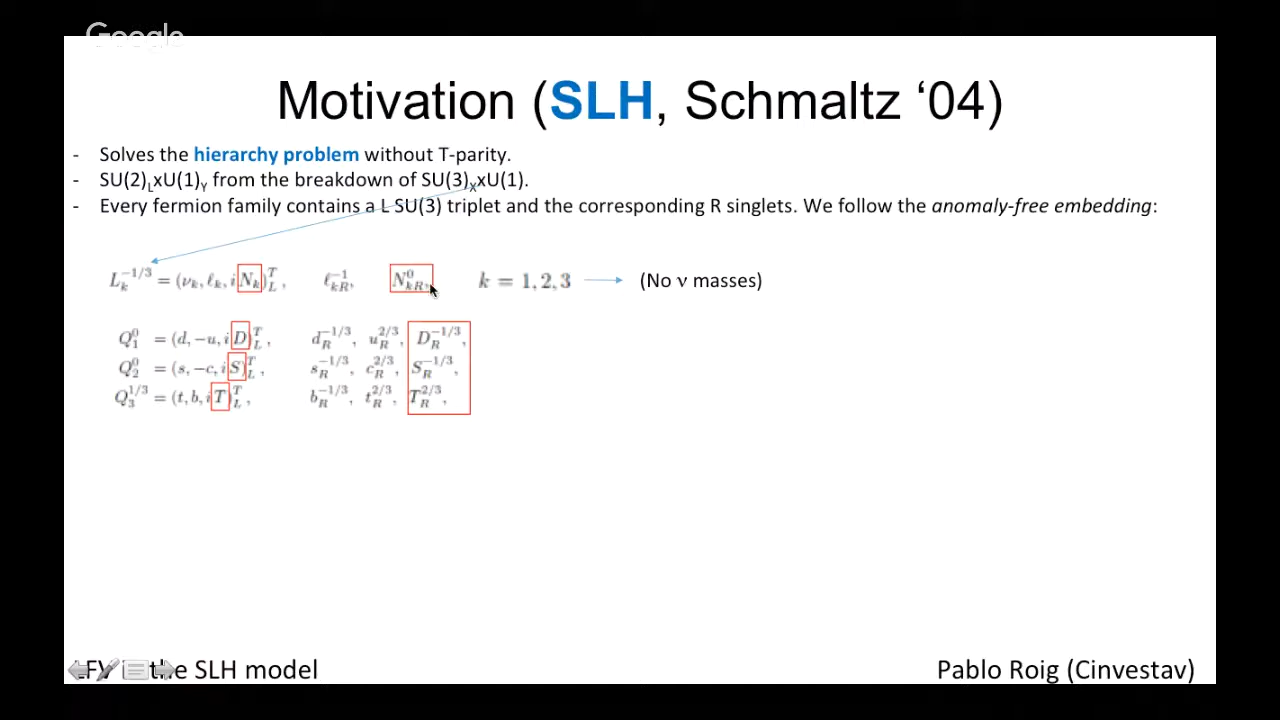 Google
Motivation (SLH, Schmaltz ‘04)
- Solves the hierarchy problem without T-parity.
- SU(2)LxU(1)Y from the breakdown of SU(3)XxU(1).
- Every fermion family contains a L SU(3) triplet and the corresponding R singlets. We follow the anomaly-free embedding:
L_k^{-1/3} = (ν_k, ℓ_k, i N_k)_L^T, ℓ_{kR}^{-1}, N_{kR}^0, k = 1, 2, 3 (No ν masses)
Q_1^0 = (d, -u, i D)_L^T, d_R^{-1/3}, u_R^{2/3}, D_R^{-1/3},
Q_2^0 = (s, -c, i S)_L^T, s_R^{-1/3}, c_R^{2/3}, S_R^{-1/3},
Q_3^{1/3} = (t, b, i T)_L^T, b_R^{-1/3}, t_R^{2/3}, T_R^{2/3},
LFV in the SLH model Pablo Roig (Cinvestav)